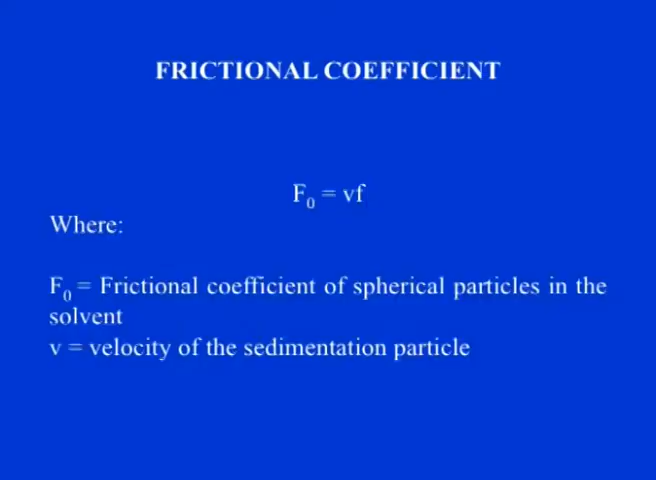 FRICTIONAL COEFFICIENT
F₀ = vf
Where:
F₀ = Frictional coefficient of spherical particles in the
solvent
v = velocity of the sedimentation particle